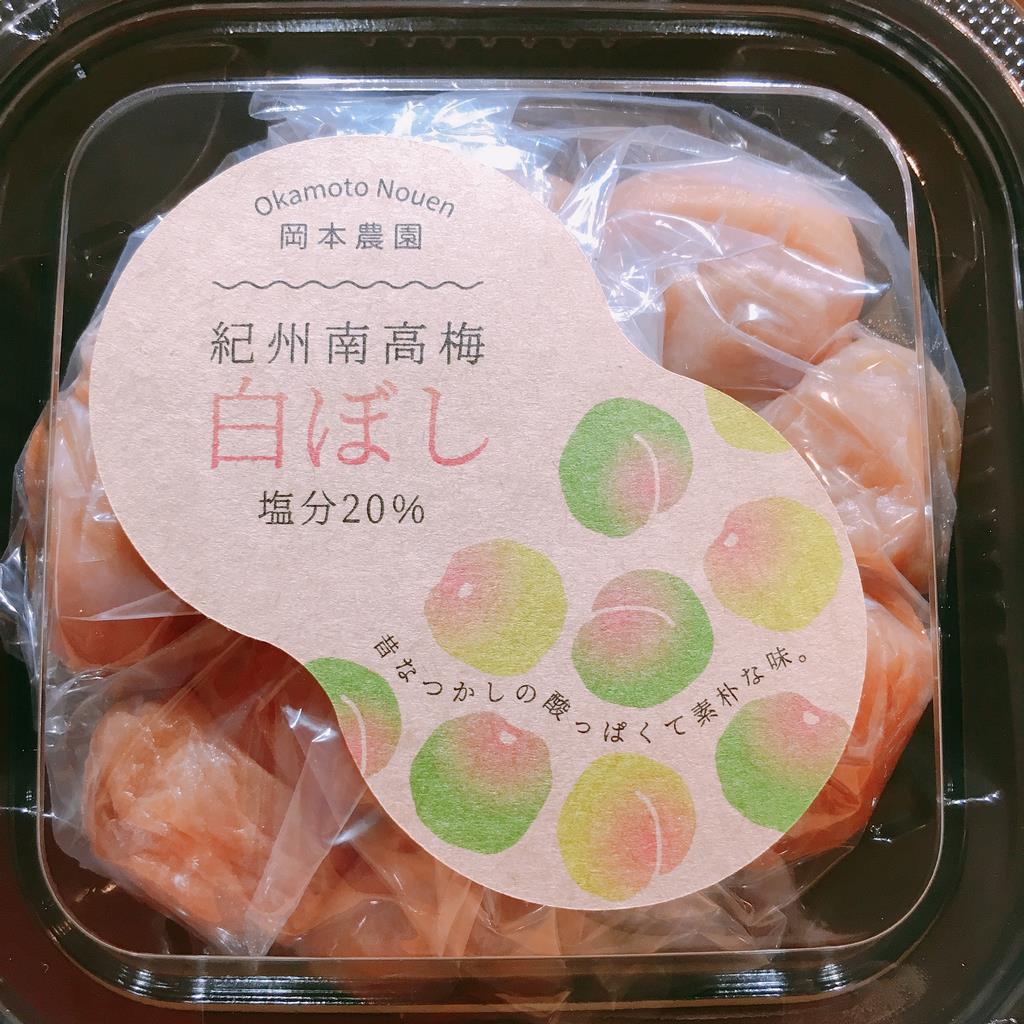 Okamoto Nouen
岡本農園
紀州南高梅
白ぼし
塩分20%
昔なつかしの酸っぱくて素朴な味。